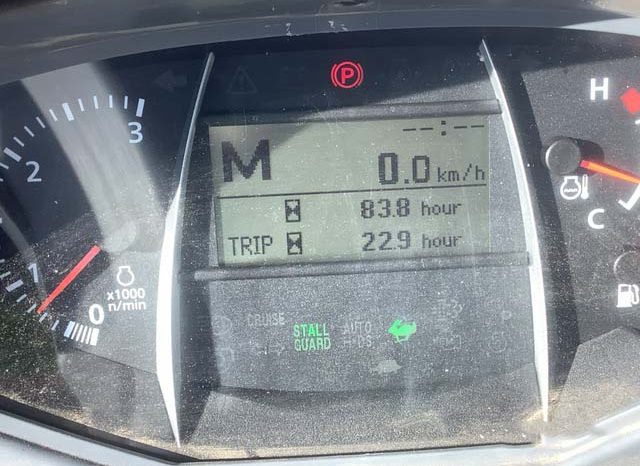 P
3
2
1
0
x1000
n/min
M
--:--
0.0 km/h
83.8 hour
TRIP 22.9 hour
H
C
CRUISE
STALL
GUARD
AUTO
H-DS
P